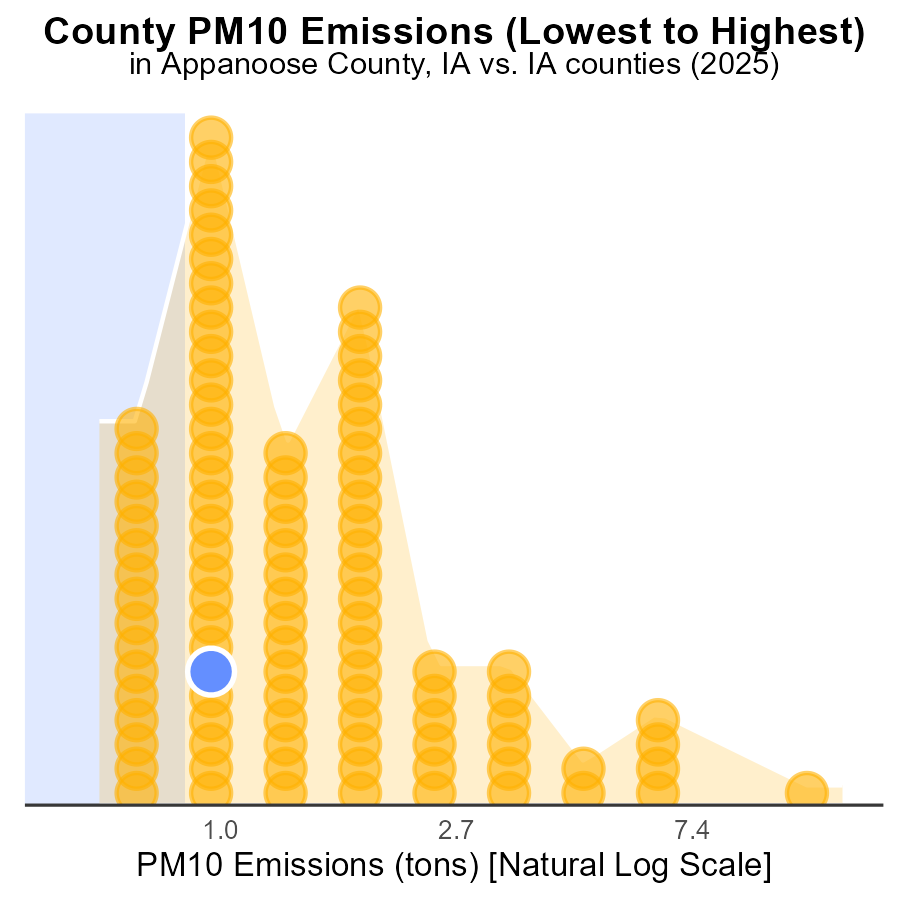 County PM10 Emissions (Lowest to Highest)
in Appanoose County, IA vs. IA counties (2025)
1.0 2.7 7.4
PM10 Emissions (tons) [Natural Log Scale]